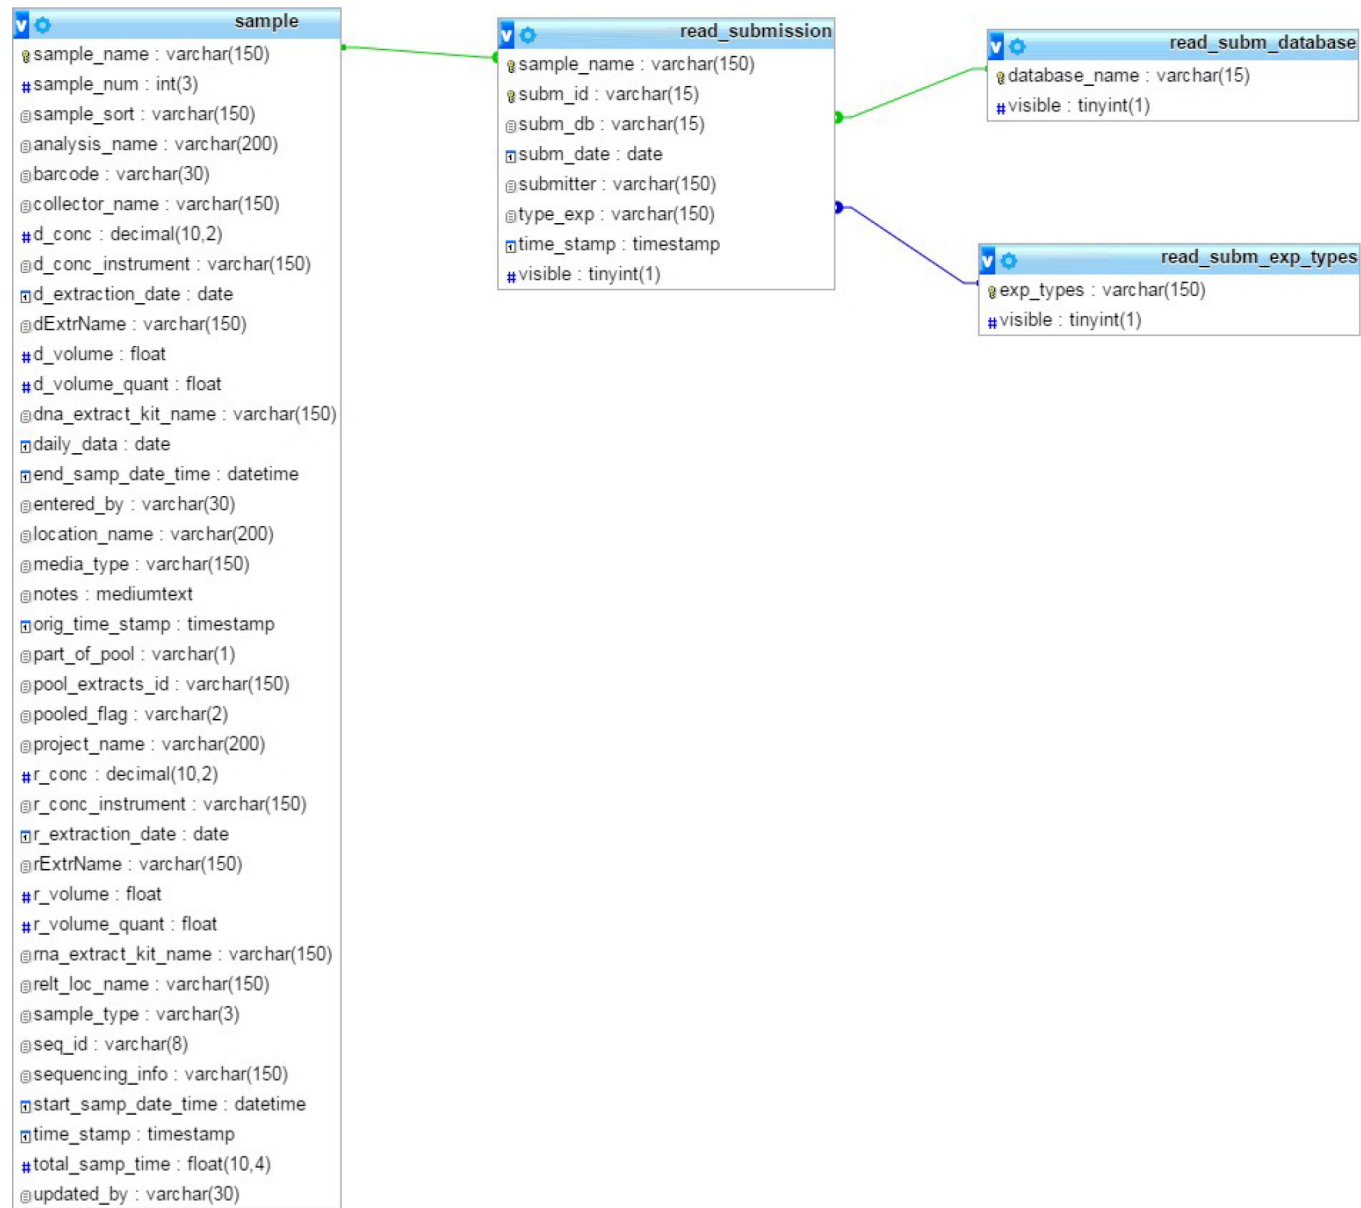 sample
sample_name : varchar(150)
sample_num : int(3)
sample_sort : varchar(150)
analysis_name : varchar(200)
barcode : varchar(30)
collector_name : varchar(150)
d_conc : decimal(10,2)
d_conc_instrument : varchar(150)
d_extraction_date : date
dExtrName : varchar(150)
d_volume : float
d_volume_quant : float
dna_extract_kit_name : varchar(150)
daily_data : date
end_samp_date_time : datetime
entered_by : varchar(30)
location_name : varchar(200)
media_type : varchar(150)
notes : mediumtext
orig_time_stamp : timestamp
part_of_pool : varchar(1)
pool_extracts_id : varchar(150)
pooled_flag : varchar(2)
project_name : varchar(200)
r_conc : decimal(10,2)
r_conc_instrument : varchar(150)
r_extraction_date : date
rExtrName : varchar(150)
r_volume : float
r_volume_quant : float
rna_extract_kit_name : varchar(150)
relt_loc_name : varchar(150)
sample_type : varchar(3)
seq_id : varchar(8)
sequencing_info : varchar(150)
start_samp_date_time : datetime
time_stamp : timestamp
total_samp_time : float(10,4)
updated_by : varchar(30)
read_submission
sample_name : varchar(150)
subm_id : varchar(15)
subm_db : varchar(15)
subm_date : date
submitter : varchar(150)
type_exp : varchar(150)
time_stamp : timestamp
visible : tinyint(1)
read_subm_database
database_name : varchar(15)
visible : tinyint(1)
read_subm_exp_types
exp_types : varchar(150)
visible : tinyint(1)